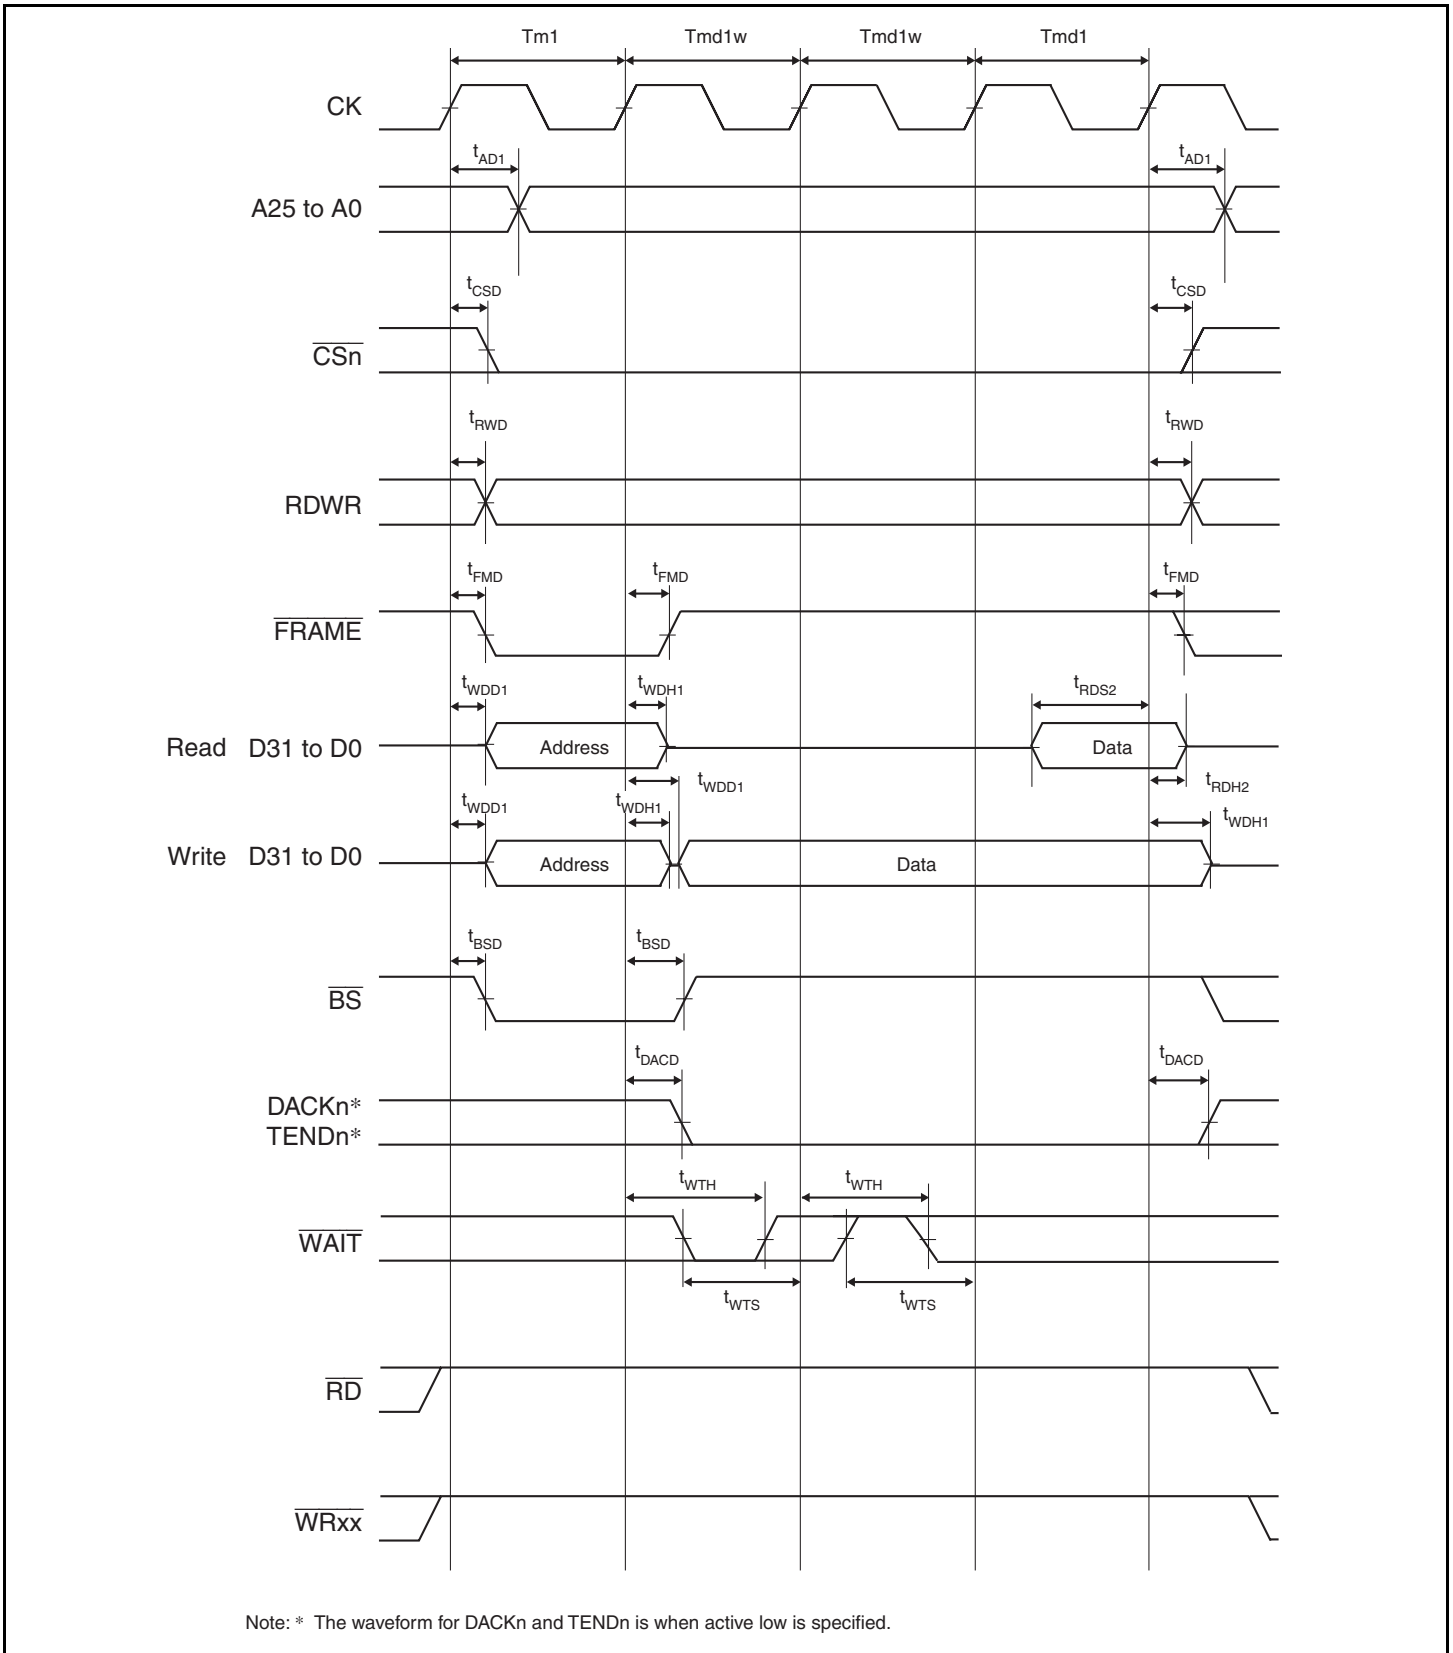 Tm1 Tmd1w Tmd1w Tmd1
CK
tAD1 tAD1
A25 to A0
tCSD tCSD
CSn
tRWD tRWD
RDWR
tFMD tFMD tFMD
FRAME
tWDD1 tWDH1 tRDS2
Read D31 to D0 Address Data
tWDD1 tRDH2
tWDD1 tWDH1 tWDH1
Write D31 to D0 Address Data
tBSD tBSD
BS
tDACD tDACD
DACKn*
TENDn*
tWTH tWTH
WAIT
tWTS tWTS
RD
WRxx
Note: * The waveform for DACKn and TENDn is when active low is specified.